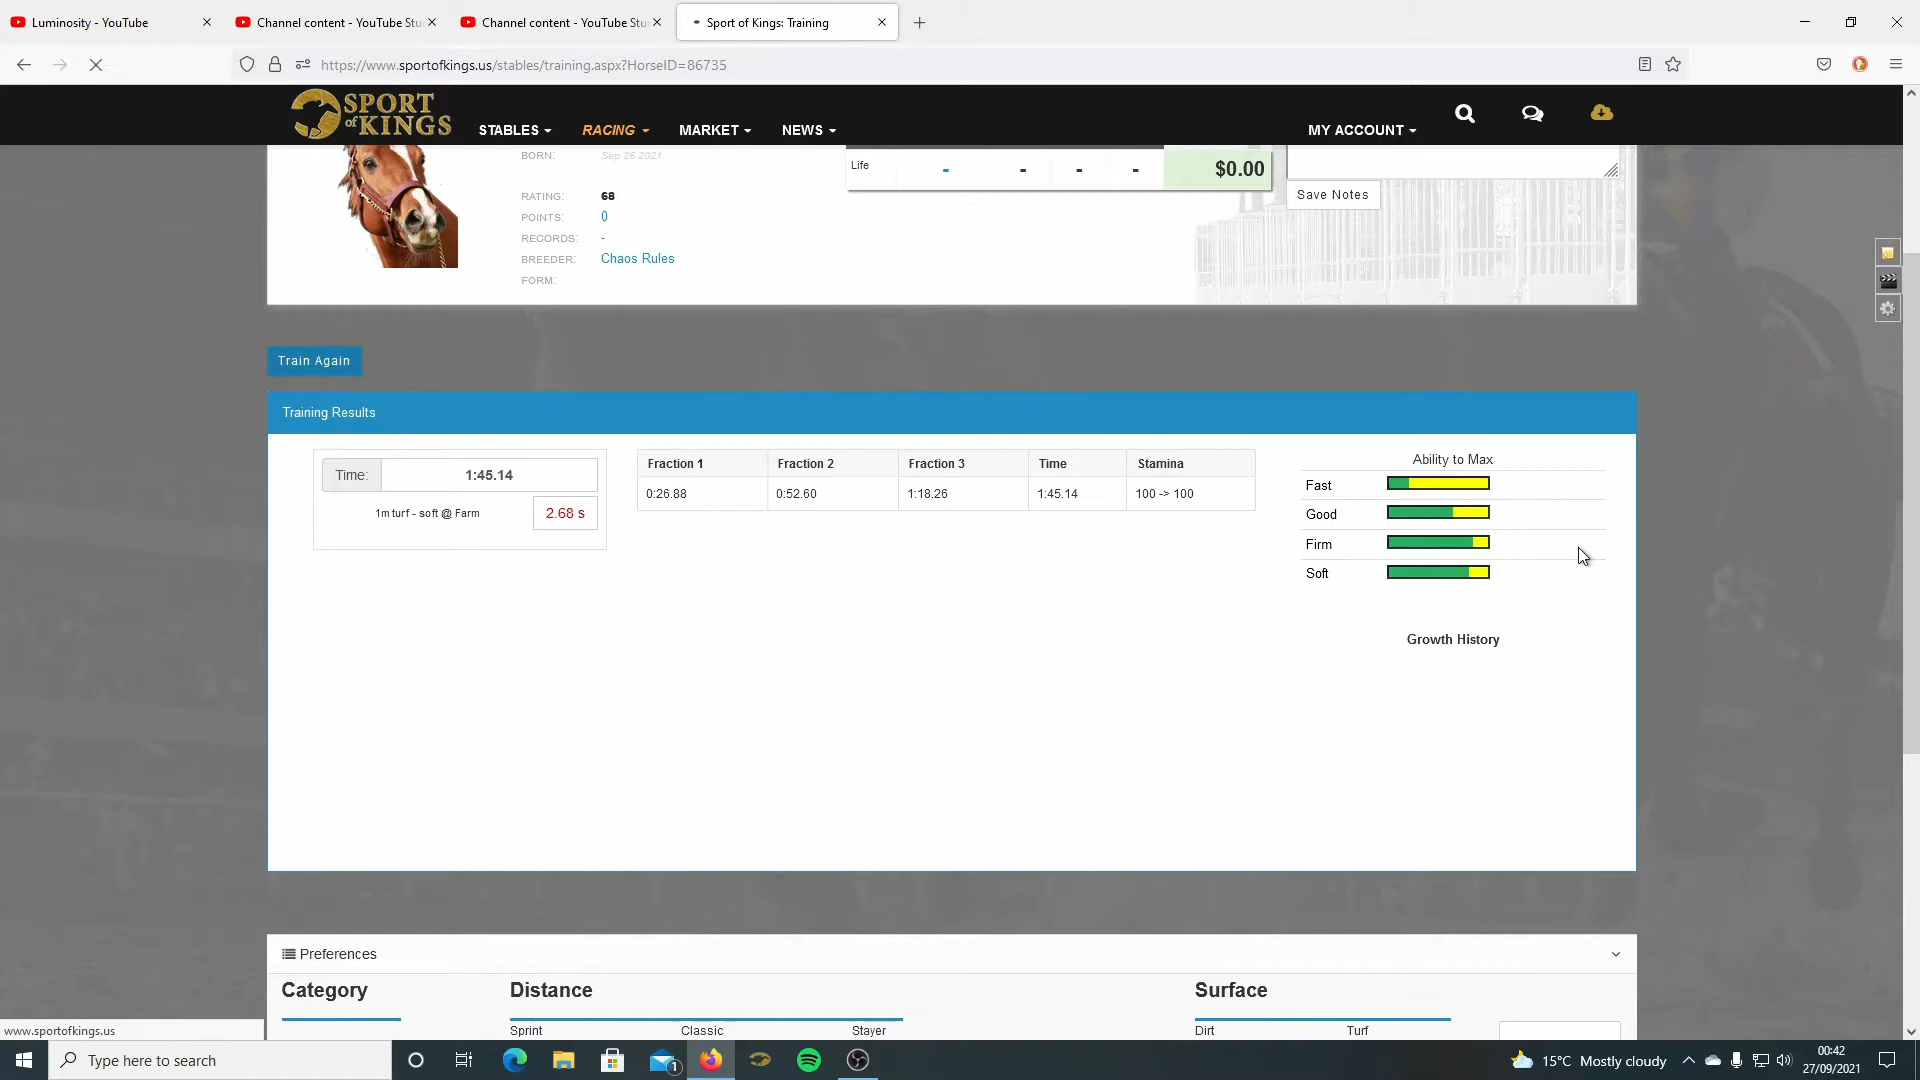 Luminosity - YouTube
Channel content - YouTube Stu
Channel content - YouTube Stu
Sport of Kings: Training
https://www.sportofkings.us/stables/training.aspx?HorseID=86735
SPORT of KINGS
STABLES
RACING
MARKET
NEWS
MY ACCOUNT
BORN: Sep 26 2021
RATING: 68
POINTS: 0
RECORDS: -
BREEDER: Chaos Rules
FORM:
Life - - - - $0.00
Save Notes
Train Again
Training Results
Time: 1:45.14
1m turf - soft @ Farm 2.68 s
Fraction 1 Fraction 2 Fraction 3 Time Stamina
0:26.88 0:52.60 1:18.26 1:45.14 100 -> 100
Ability to Max
Fast
Good
Firm
Soft
Growth History
Preferences
Category Distance Surface
Sprint Classic Stayer Dirt Turf
www.sportofkings.us
Type here to search
1
15°C Mostly cloudy
00:42
27/09/2021